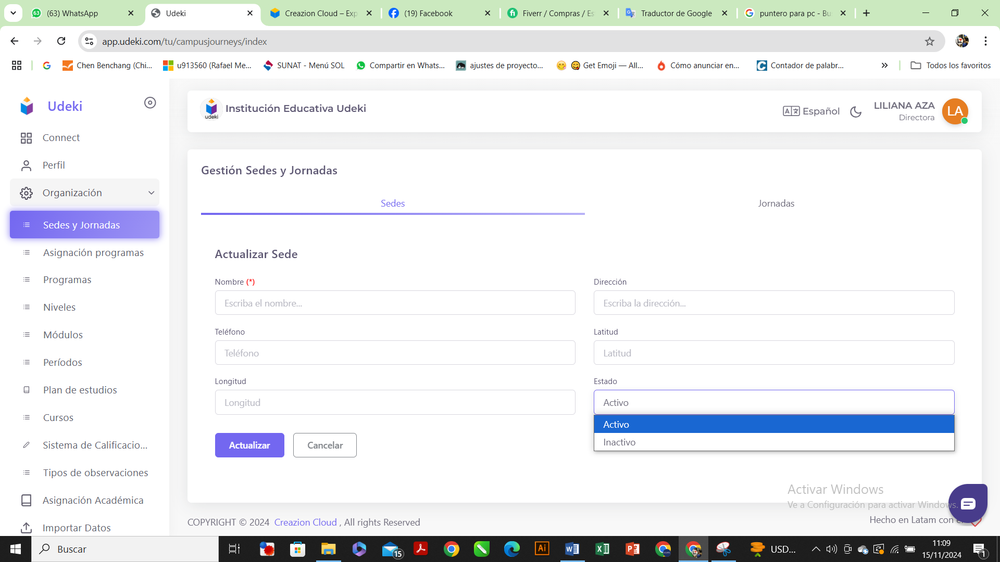 63
(63) WhatsApp
Udeki
Creazion Cloud – Exp
(19) Facebook
Fiverr / Compras / Es
Traductor de Google
puntero para pc - Bu
app.udeki.com/tu/campusjourneys/index
Chen Benchang (Chi...
u913560 (Rafael Me...
SUNAT - Menú SOL
Compartir en Whats...
ajustes de proyecto...
Get Emoji — All...
Cómo anunciar en...
Contador de palabr...
Todos los favoritos
Udeki
Connect
Perfil
Organización
Sedes y Jornadas
Asignación programas
Programas
Niveles
Módulos
Períodos
Plan de estudios
Cursos
Sistema de Calificacio...
Tipos de observaciones
Asignación Académica
Importar Datos
udeki
Institución Educativa Udeki
Español
LILIANA AZA
Directora
LA
Gestión Sedes y Jornadas
Sedes
Jornadas
Actualizar Sede
Nombre (*)
Escriba el nombre...
Dirección
Escriba la dirección...
Teléfono
Teléfono
Latitud
Latitud
Longitud
Longitud
Estado
Activo
Activo
Inactivo
Actualizar
Cancelar
Activar Windows
Ve a Configuración para activar Windows.
COPYRIGHT © 2024 Creazion Cloud , All rights Reserved
Hecho en Latam con
Buscar
15
Ai
USD...
11:09
15/11/2024
1